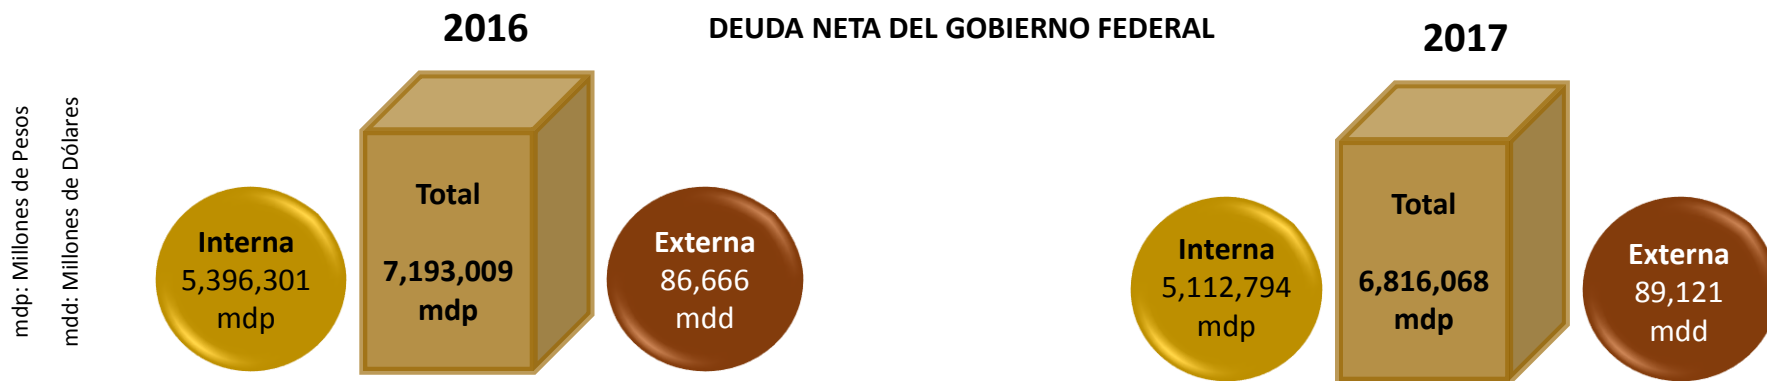 DEUDA NETA DEL GOBIERNO FEDERAL
mdp: Millones de Pesos
mdd: Millones de Dólares
2016
Interna
5,396,301
mdp
Total
7,193,009
mdp
Externa
86,666
mdd
2017
Interna
5,112,794
mdp
Total
6,816,068
mdp
Externa
89,121
mdd